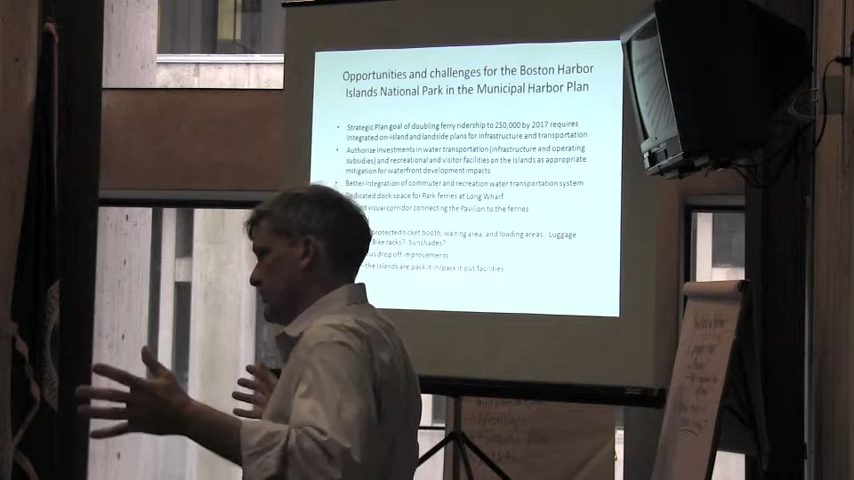 Opportunities and challenges for the Boston Harbor
Islands National Park in the Municipal Harbor Plan
• Strategic Plan goal of doubling ferry ridership to 250,000 by 2017 requires
integrated on-island and landside plans for infrastructure and transportation
• Authorize investments in water transportation (infrastructure and operating
subsidies) and recreational and visitor facilities on the Islands as appropriate
mitigation for waterfront development impacts
• Better integration of commuter and recreation water transportation system
Dedicated dock space for Park ferries at Long Wharf
visual corridor connecting the Pavilion to the ferries
protected ticket booth, waiting area, and loading areas. Luggage
Bike racks? Sunshades?
drop off improvements
the islands are pack it in/pack it out facilities